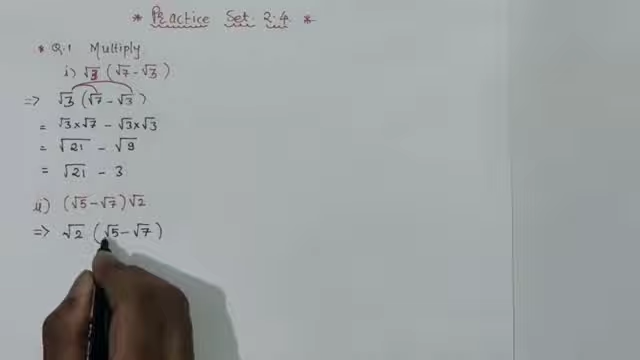 * Practice Set 2.4 *
* Q.1 Multiply
i) √3 (√7 - √3)
=> √3 (√7 - √3)
= √3 × √7 - √3 × √3
= √21 - √9
= √21 - 3
ii) (√5 - √7) √2
=> √2 (√5 - √7)